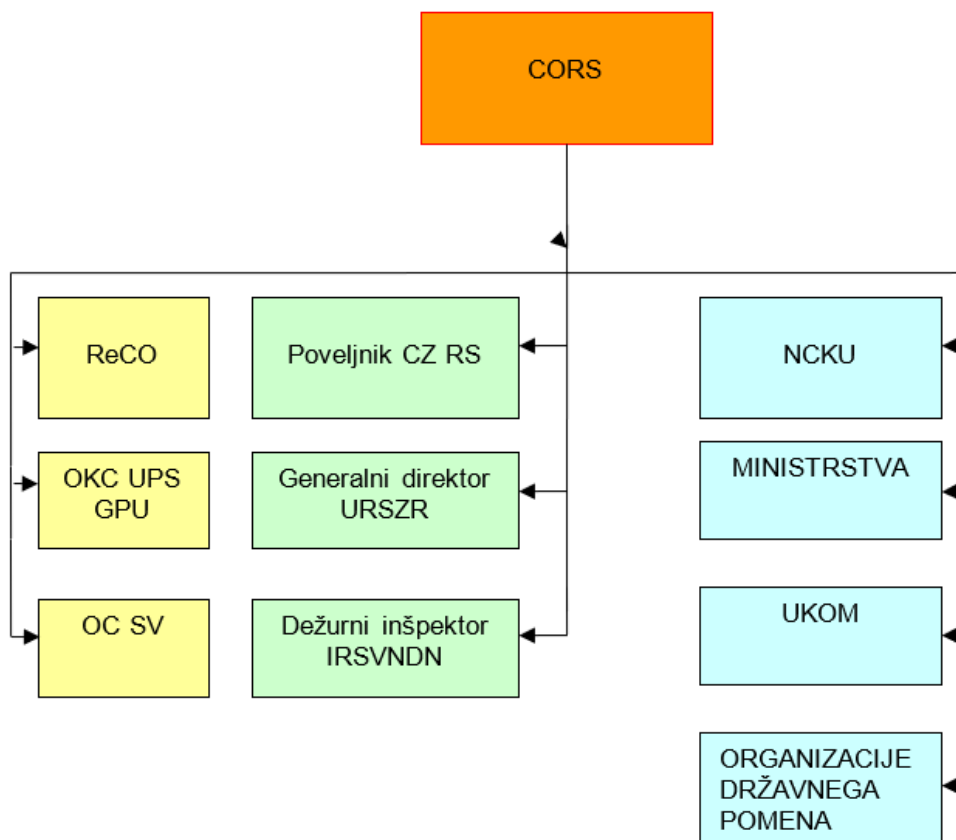 CORS
ReCO
Poveljnik CZ RS
NCKU
OKC UPS
GPU
Generalni direktor
URSZR
MINISTRSTVA
OC SV
Dežurni inšpektor
IRSVNDN
UKOM
ORGANIZACIJE
DRŽAVNEGA
POMENA